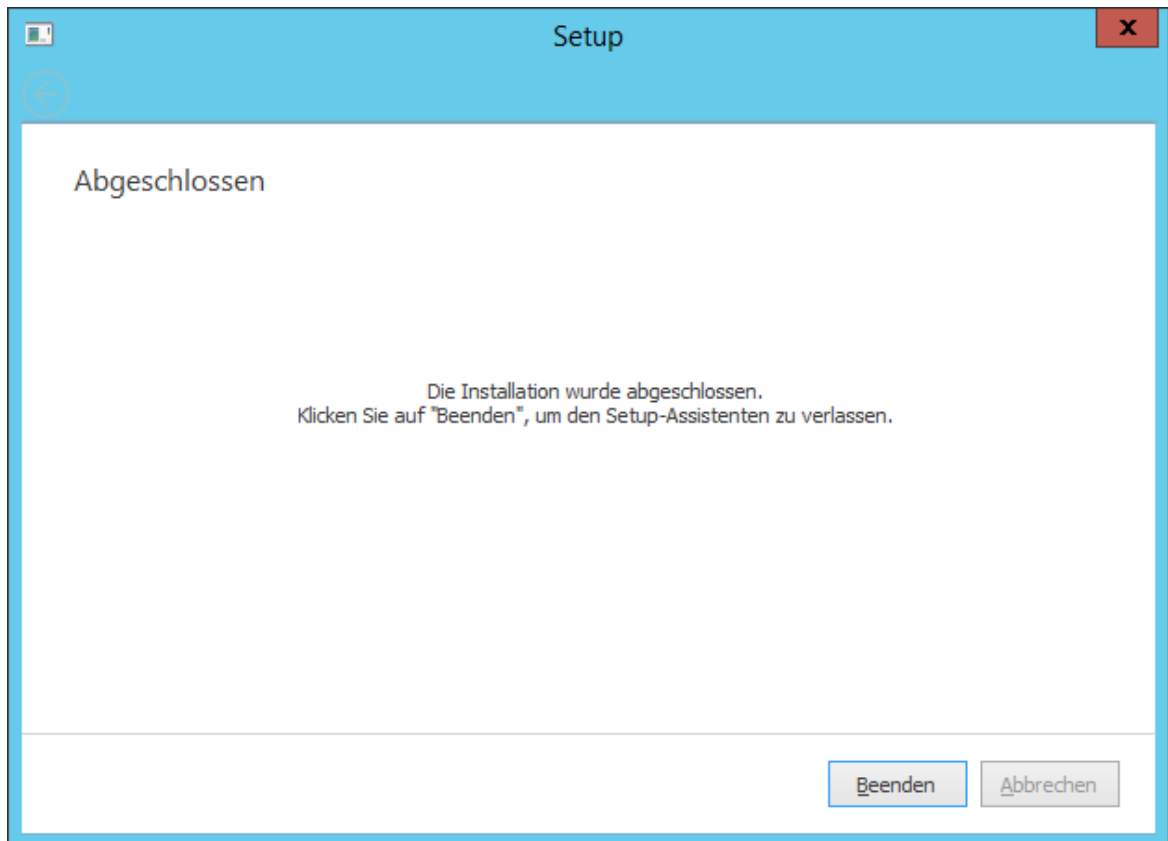 Setup
x
Abgeschlossen
Die Installation wurde abgeschlossen.
Klicken Sie auf "Beenden", um den Setup-Assistenten zu verlassen.
Beenden Abbrechen